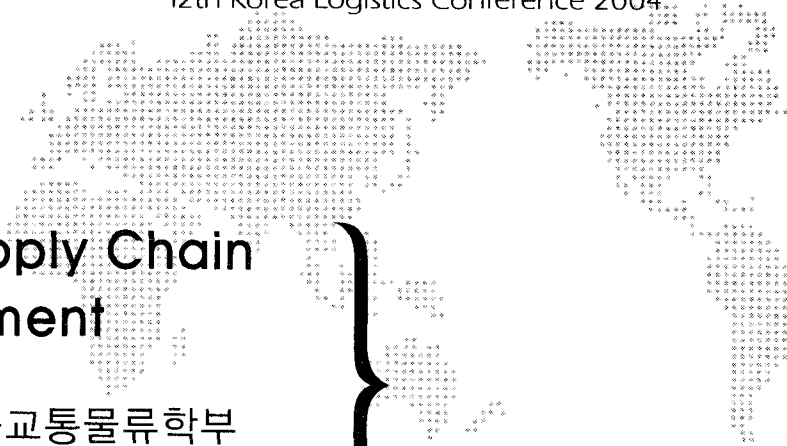 12th Korea Logistics Conference 2004
pply Chain
ment
교통물류학부